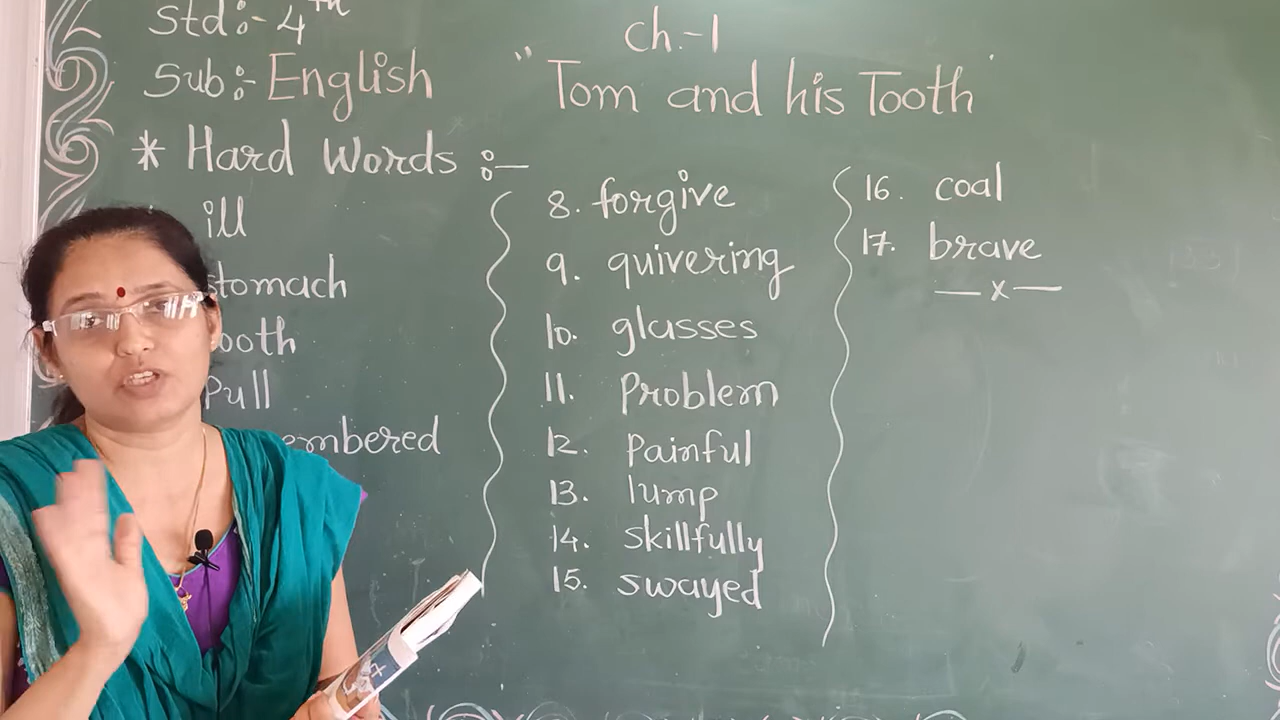 Std:- 4th
Sub:- English
Ch.-1
"Tom and his Tooth"
* Hard Words :-
ill
stomach
ooth
Pull
embered
8. forgive
9. quivering
10. glasses
11. Problem
12. Painful
13. lump
14. skillfully
15. swayed
16. coal
17. brave
—x—